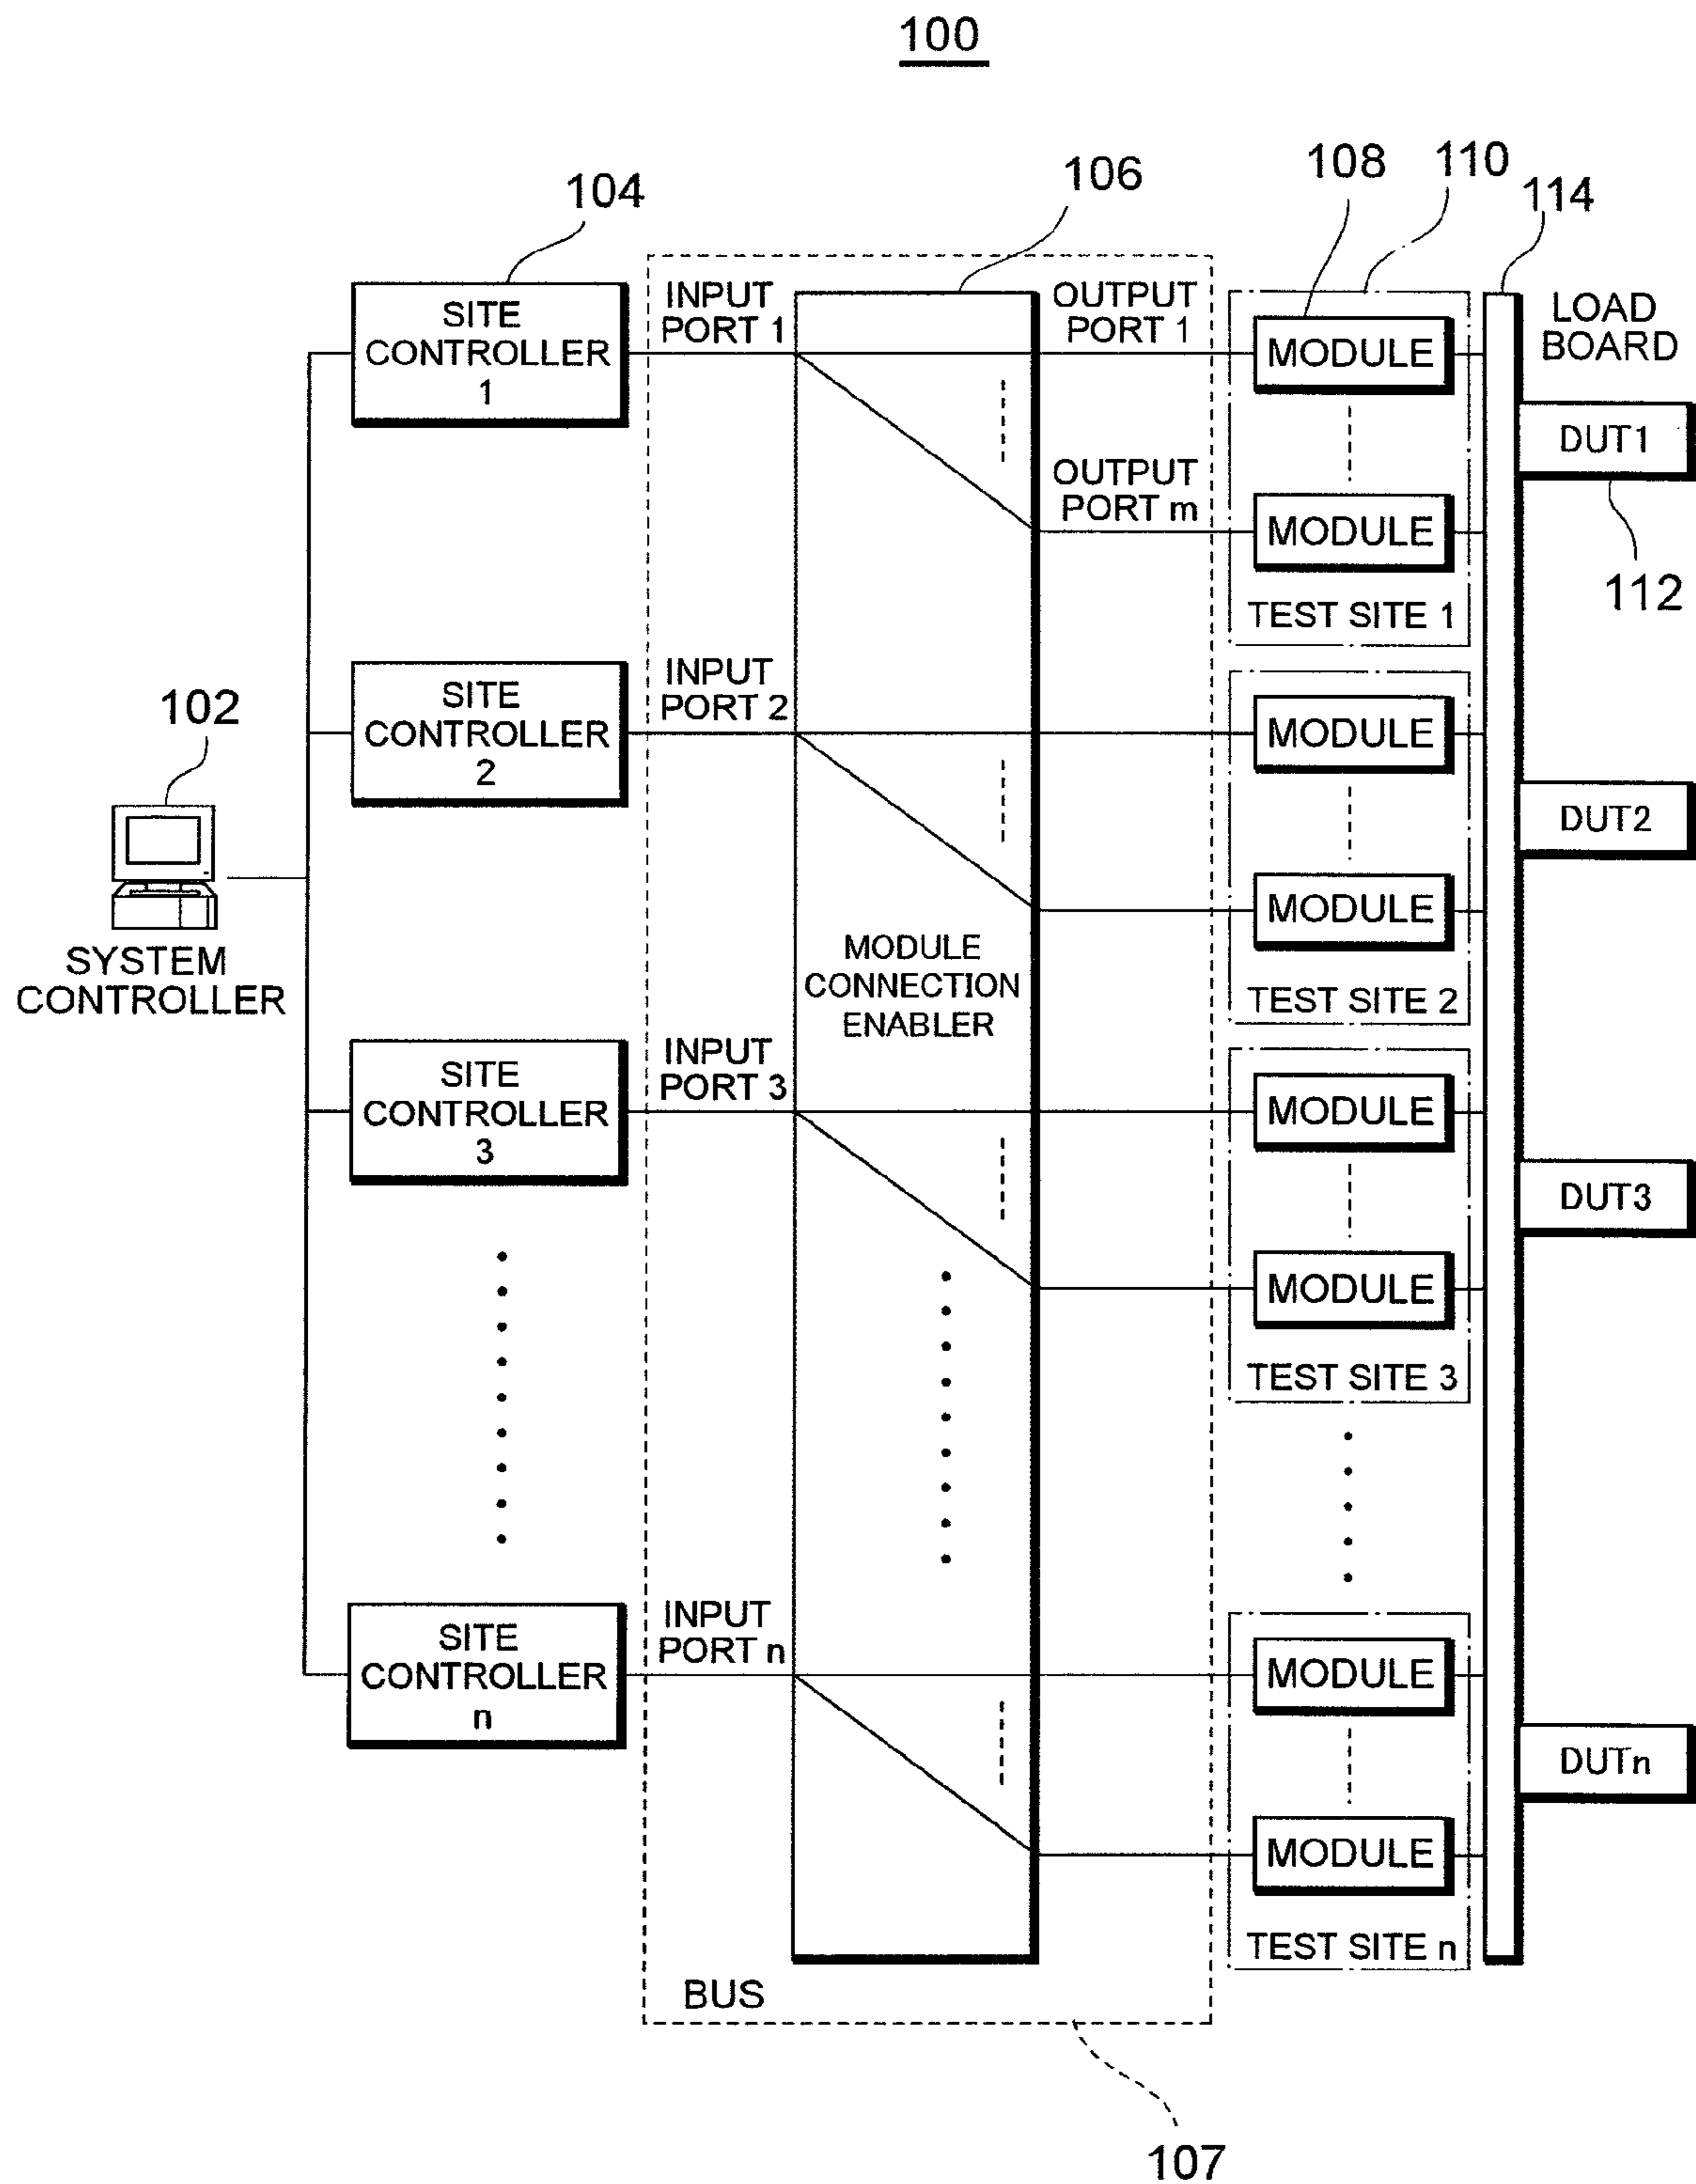 100
104
106
108
110
114
INPUT
PORT 1
OUTPUT
PORT 1
LOAD
BOARD
SITE
CONTROLLER
1
MODULE
DUT1
OUTPUT
PORT m
MODULE
112
TEST SITE 1
102
INPUT
PORT 2
SITE
CONTROLLER
2
MODULE
DUT2
MODULE
SYSTEM
CONTROLLER
MODULE
CONNECTION
ENABLER
TEST SITE 2
INPUT
PORT 3
SITE
CONTROLLER
3
MODULE
DUT3
MODULE
TEST SITE 3
INPUT
PORT n
SITE
CONTROLLER
n
MODULE
DUTn
MODULE
TEST SITE n
BUS
107